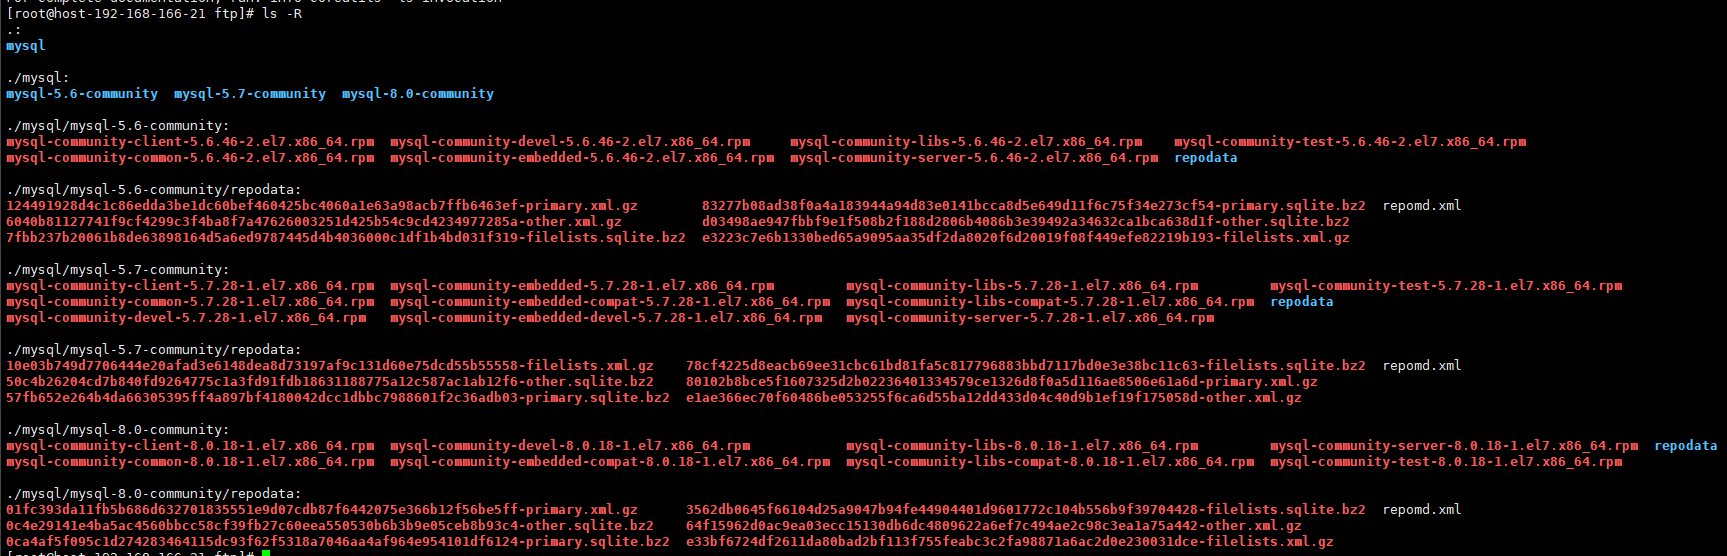 [root@host-192-168-166-21 ftp]# ls -R
.:
mysql
./mysql:
mysql-5.6-community  mysql-5.7-community  mysql-8.0-community
./mysql/mysql-5.6-community:
mysql-community-client-5.6.46-2.el7.x86_64.rpm  mysql-community-devel-5.6.46-2.el7.x86_64.rpm  mysql-community-libs-5.6.46-2.el7.x86_64.rpm  mysql-community-test-5.6.46-2.el7.x86_64.rpm
mysql-community-common-5.6.46-2.el7.x86_64.rpm  mysql-community-embedded-5.6.46-2.el7.x86_64.rpm  mysql-community-server-5.6.46-2.el7.x86_64.rpm  repodata
./mysql/mysql-5.6-community/repodata:
124491928d4c1c86edda3be1dc60bef460425bc4060a1e63a98acb7ffb6463ef-primary.xml.gz  83277b08ad38f0a4a183944a94d83e0141bcca8d5e649d11f6c75f34e273cf54-primary.sqlite.bz2  repomd.xml
6040b81127741f9cf4299c3f4ba8f7a47626003251d425b54c9cd4234977285a-other.xml.gz  d03498ae947fbbf9e1f508b2f188d2806b4086b3e39492a34632ca1bca638d1f-other.sqlite.bz2
7fbb237b20061b8de63898164d5a6ed9787445d4b4036000c1df1b4bd031f319-filelists.sqlite.bz2  e3223c7e6b1330bed65a9095aa35df2da8020f6d20019f08f449efe82219b193-filelists.xml.gz
./mysql/mysql-5.7-community:
mysql-community-client-5.7.28-1.el7.x86_64.rpm  mysql-community-embedded-5.7.28-1.el7.x86_64.rpm  mysql-community-libs-5.7.28-1.el7.x86_64.rpm  mysql-community-test-5.7.28-1.el7.x86_64.rpm
mysql-community-common-5.7.28-1.el7.x86_64.rpm  mysql-community-embedded-compat-5.7.28-1.el7.x86_64.rpm  mysql-community-libs-compat-5.7.28-1.el7.x86_64.rpm  repodata
mysql-community-devel-5.7.28-1.el7.x86_64.rpm  mysql-community-embedded-devel-5.7.28-1.el7.x86_64.rpm  mysql-community-server-5.7.28-1.el7.x86_64.rpm
./mysql/mysql-5.7-community/repodata:
10e03b749d7706444e20afad3e6148dea8d73197af9c131d60e75dcd55b55558-filelists.xml.gz  78cf4225d8eacb69ee31cbc61bd81fa5c817796883bbd7117bd0e3e38bc11c63-filelists.sqlite.bz2  repomd.xml
50c4b26204cd7b840fd9264775c1a3fd91fdb18631188775a12c587ac1ab12f6-other.sqlite.bz2  80102b8bce5f1607325d2b02236401334579ce1326d8f0a5d116ae8506e61a6d-primary.xml.gz
57fb652e264b4da66305395ff4a897bf4180042dcc1dbbc7988601f2c36adb03-primary.sqlite.bz2  e1ae366ec70f60486be053255f6ca6d55ba12dd433d04c40d9b1ef19f175058d-other.xml.gz
./mysql/mysql-8.0-community:
mysql-community-client-8.0.18-1.el7.x86_64.rpm  mysql-community-devel-8.0.18-1.el7.x86_64.rpm  mysql-community-libs-8.0.18-1.el7.x86_64.rpm  mysql-community-server-8.0.18-1.el7.x86_64.rpm  repodata
mysql-community-common-8.0.18-1.el7.x86_64.rpm  mysql-community-embedded-compat-8.0.18-1.el7.x86_64.rpm  mysql-community-libs-compat-8.0.18-1.el7.x86_64.rpm  mysql-community-test-8.0.18-1.el7.x86_64.rpm
./mysql/mysql-8.0-community/repodata:
01fc393da11fb5b686d632701835551e9d07cdb87f6442075e366b12f56be5ff-primary.xml.gz  3562db0645f66104d25a9047b94fe44904401d9601772c104b556b9f39704428-filelists.sqlite.bz2  repomd.xml
0c4e29141e4ba5ac4560bbcc58cf39fb27c60eea550530b6b3b9e05ceb8b93c4-other.sqlite.bz2  64f15962d0ac9ea03ecc15130db6dc4809622a6ef7c494ae2c98c3ea1a75a442-other.xml.gz
0ca4af5f095c1d274283464115dc93f62f5318a7046aa4af964e954101df6124-primary.sqlite.bz2  e33bf6724df2611da80bad2bf113f755feabc3c2fa98871a6ac2d0e230031dce-filelists.xml.gz
[root@host-192-168-166-21 ftp]#